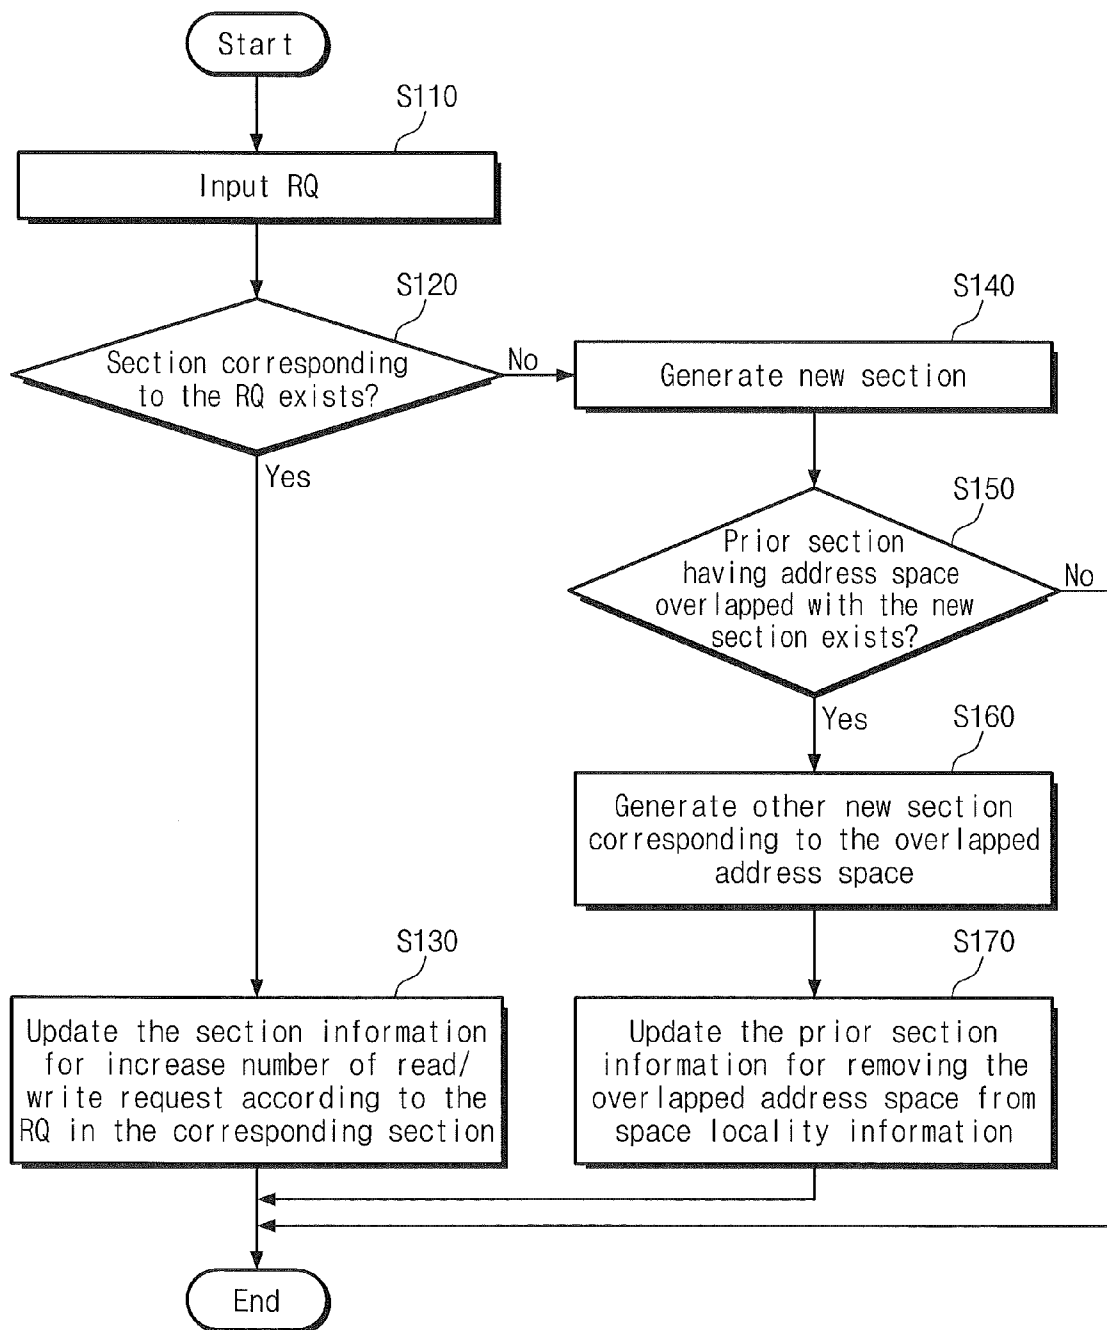 Start
S110
Input RQ
S120
Section corresponding
to the RQ exists?
No
Yes
S140
Generate new section
S150
Prior section
having address space
overlapped with the new
section exists?
No
Yes
S160
Generate other new section
corresponding to the overlapped
address space
S130
Update the section information
for increase number of read/
write request according to the
RQ in the corresponding section
S170
Update the prior section
information for removing the
overlapped address space from
space locality information
End